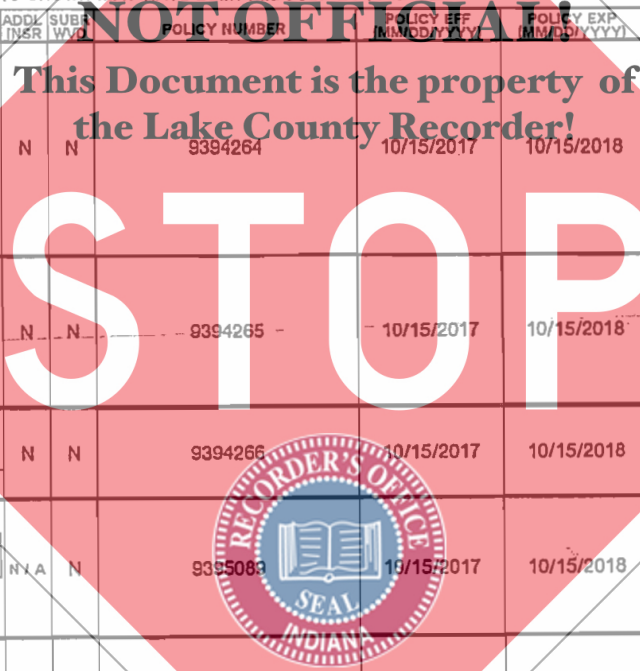 ADDL INSR SUBR WVD POLICY NUMBER POLICY EFF (MM/DD/YYYY) POLICY EXP (MM/DD/YYYY)
NOT OFFICIAL!
This Document is the property of
the Lake County Recorder!
N N 9394264 10/15/2017 10/15/2018
STOP
N N 9394265 10/15/2017 10/15/2018
N N 9394266 10/15/2017 10/15/2018
RECORDER'S OFFICE
N/A N 9395089 10/15/2017 10/15/2018
SEAL
INDIANA